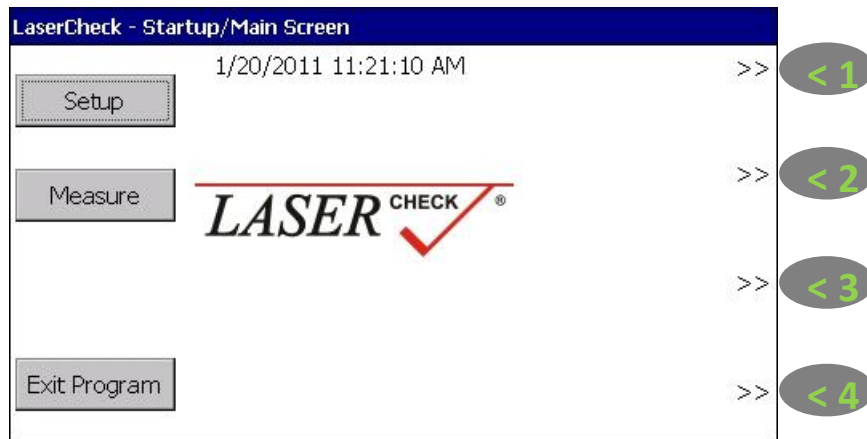 LaserCheck - Startup/Main Screen
1/20/2011 11:21:10 AM
>>
< 1
Setup
Measure
>>
< 2
LASER CHECK ®
>>
< 3
Exit Program
>>
< 4